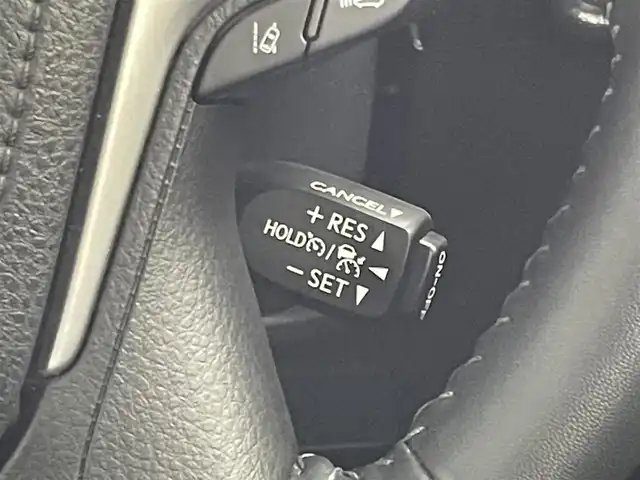 CANCEL▼
+ RES ▲
HOLD / ◀
− SET ▼
ON-OFF